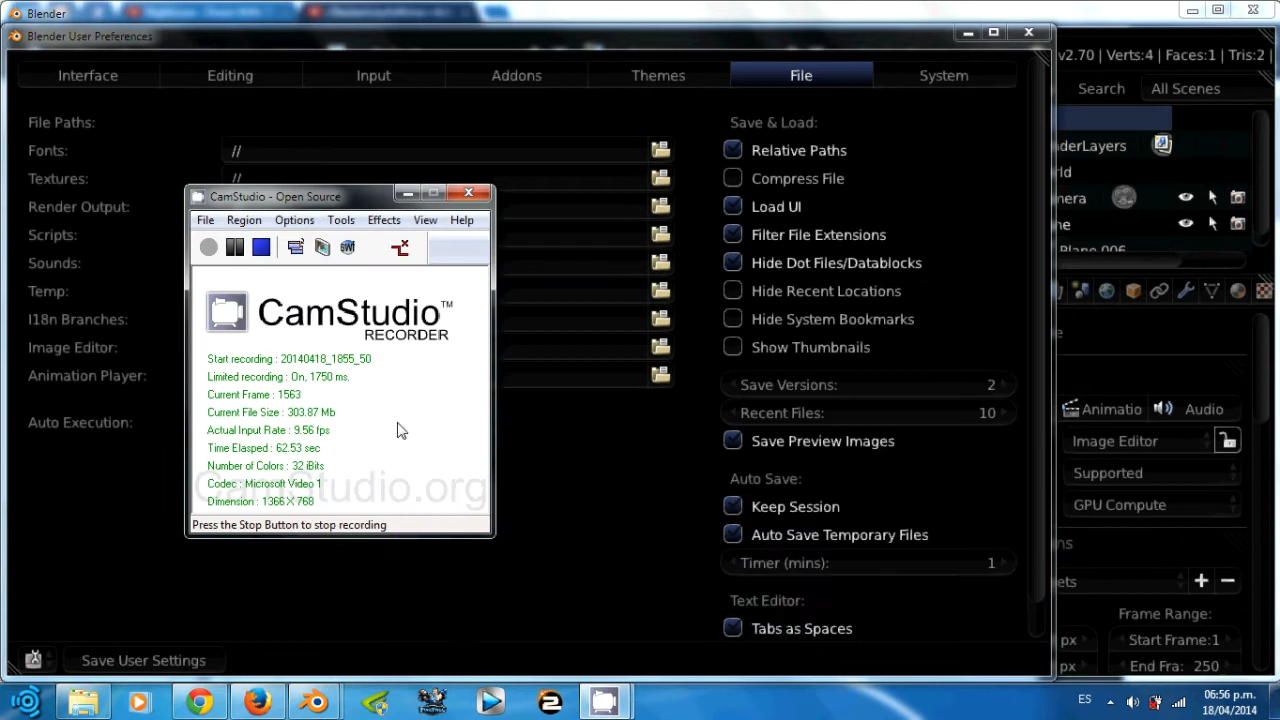 Blender
Blender User Preferences
Interface Editing Input Addons Themes File System
v2.70 | Verts:4 | Faces:1 | Tris:2
Search All Scenes
File Paths:
Fonts: //
Textures: //
Render Output:
Scripts:
Sounds:
Temp:
I18n Branches:
Image Editor:
Animation Player:
Auto Execution:
Save User Settings
CamStudio - Open Source
File Region Options Tools Effects View Help
CamStudio™
RECORDER
Start recording : 20140418_1855_50
Limited recording : On, 1750 ms.
Current Frame : 1563
Current File Size : 303.87 Mb
Actual Input Rate : 9.56 fps
Time Elasped : 62.53 sec
Number of Colors : 32 iBits
Codec : Microsoft Video 1
Dimension : 1366 X 768
CamStudio.org
Press the Stop Button to stop recording
Save & Load:
Relative Paths
Compress File
Load UI
Filter File Extensions
Hide Dot Files/Datablocks
Hide Recent Locations
Hide System Bookmarks
Show Thumbnails
Save Versions: 2
Recent Files: 10
Save Preview Images
Auto Save:
Keep Session
Auto Save Temporary Files
Timer (mins): 1
Text Editor:
Tabs as Spaces
nderLayers
ld
mera
ne
Plane.006
Animatio Audio
Image Editor
Supported
GPU Compute
ns
ets
Frame Range:
px Start Frame:1
px End Fra: 250
ES
06:56 p.m.
18/04/2014